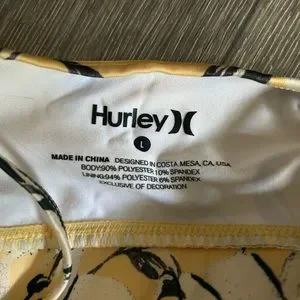 Hurley
L
MADE IN CHINA DESIGNED IN COSTA MESA, CA, USA
BODY:90% POLYESTER 10% SPANDEX
LINING:94% POLYESTER 6% SPANDEX
EXCLUSIVE OF DECORATION